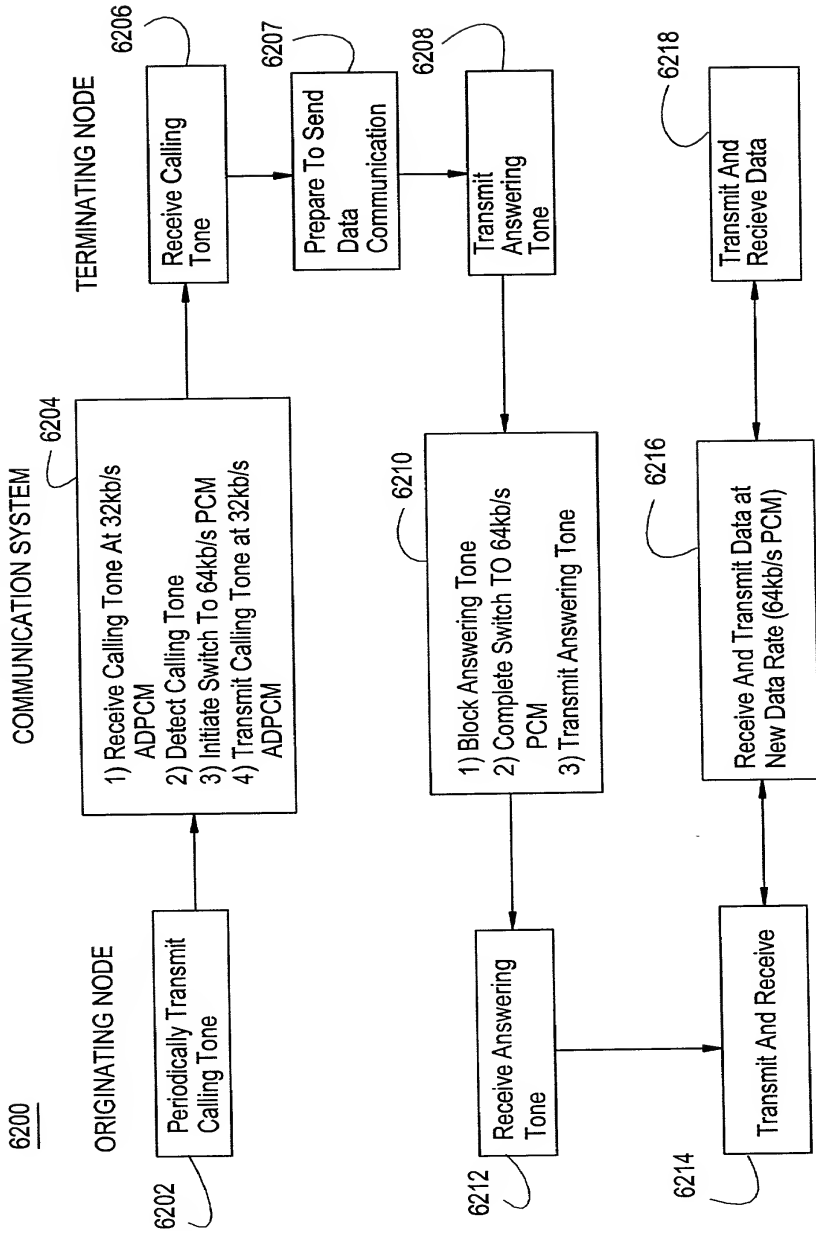 6200
ORIGINATING NODE
COMMUNICATION SYSTEM
TERMINATING NODE
6202
Periodically Transmit
Calling Tone
6204
1) Receive Calling Tone At 32kb/s
ADPCM
2) Detect Calling Tone
3) Initiate Switch To 64kb/s PCM
4) Transmit Calling Tone at 32kb/s
ADPCM
6206
Receive Calling
Tone
6207
Prepare To Send
Data
Communication
6208
Transmit
Answering
Tone
6210
1) Block Answering Tone
2) Complete Switch TO 64kb/s
PCM
3) Transmit Answering Tone
6212
Receive Answering
Tone
6214
Transmit And Receive
6216
Receive And Transmit Data at
New Data Rate (64kb/s PCM)
6218
Transmit And
Recieve Data